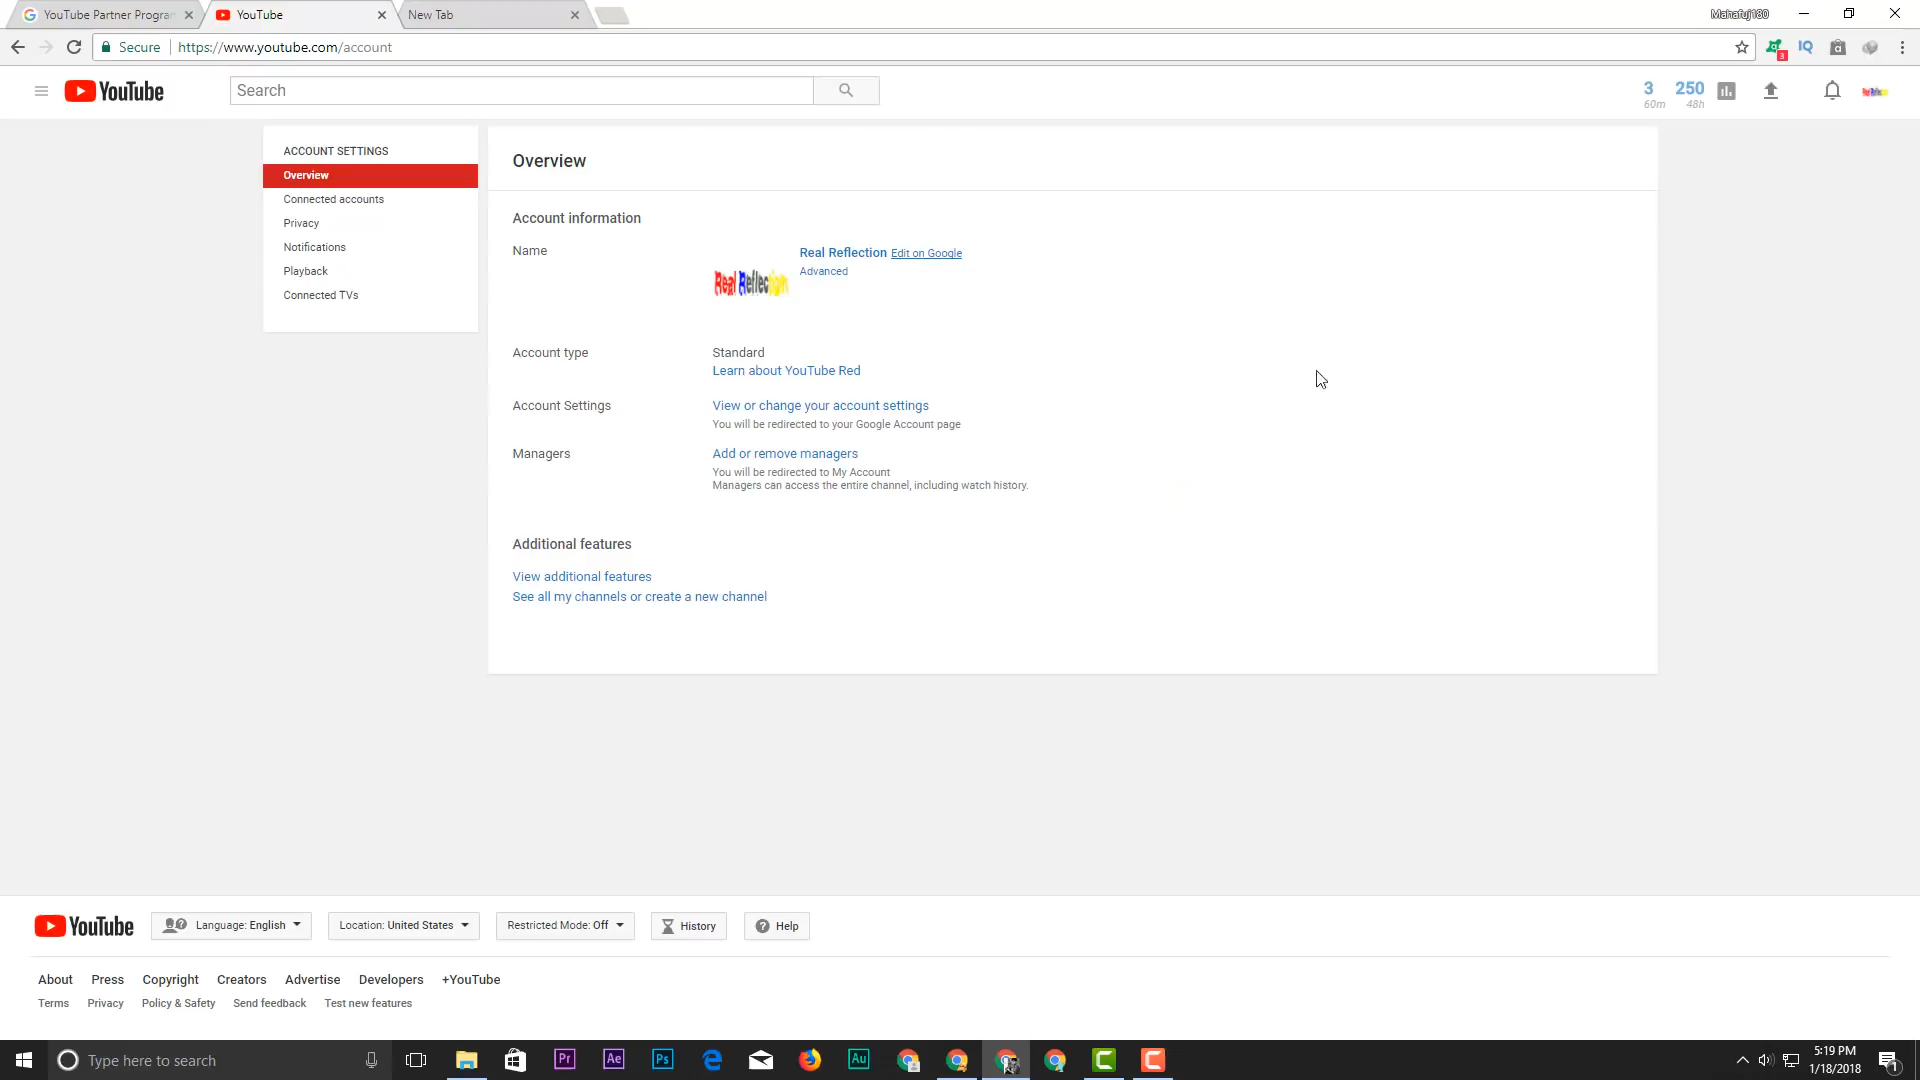 YouTube Partner Program
YouTube
New Tab
Mahafuj180
Secure
https://www.youtube.com/account
3
YouTube
Search
3
60m
250
48h
ACCOUNT SETTINGS
Overview
Connected accounts
Privacy
Notifications
Playback
Connected TVs
Overview
Account information
Name
Real Reflection
Real Reflection Edit on Google
Advanced
Account type
Standard
Learn about YouTube Red
Account Settings
View or change your account settings
You will be redirected to your Google Account page
Managers
Add or remove managers
You will be redirected to My Account
Managers can access the entire channel, including watch history.
Additional features
View additional features
See all my channels or create a new channel
YouTube
Language: English
Location: United States
Restricted Mode: Off
History
Help
About Press Copyright Creators Advertise Developers +YouTube
Terms Privacy Policy & Safety Send feedback Test new features
Type here to search
Pr
Ae
Ps
Au
5:19 PM
1/18/2018
1